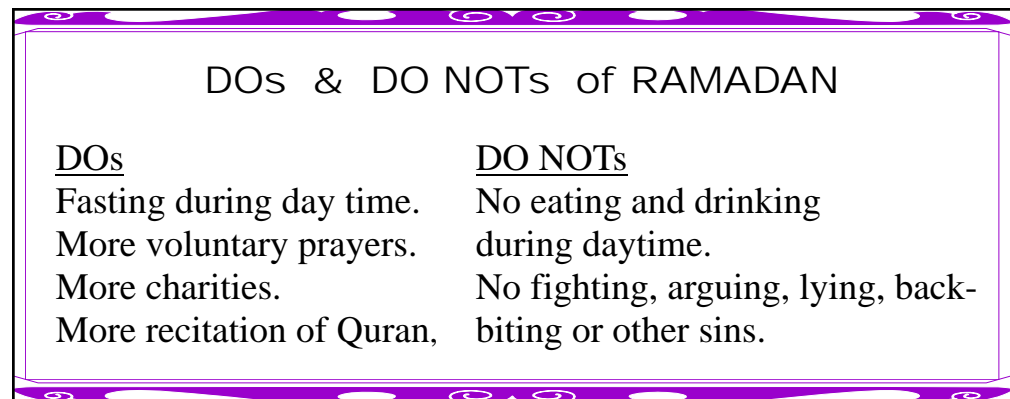 DOs & DO NOTs of RAMADAN
DOs
Fasting during day time.
More voluntary prayers.
More charities.
More recitation of Quran,
DO NOTs
No eating and drinking
during daytime.
No fighting, arguing, lying, back-
biting or other sins.